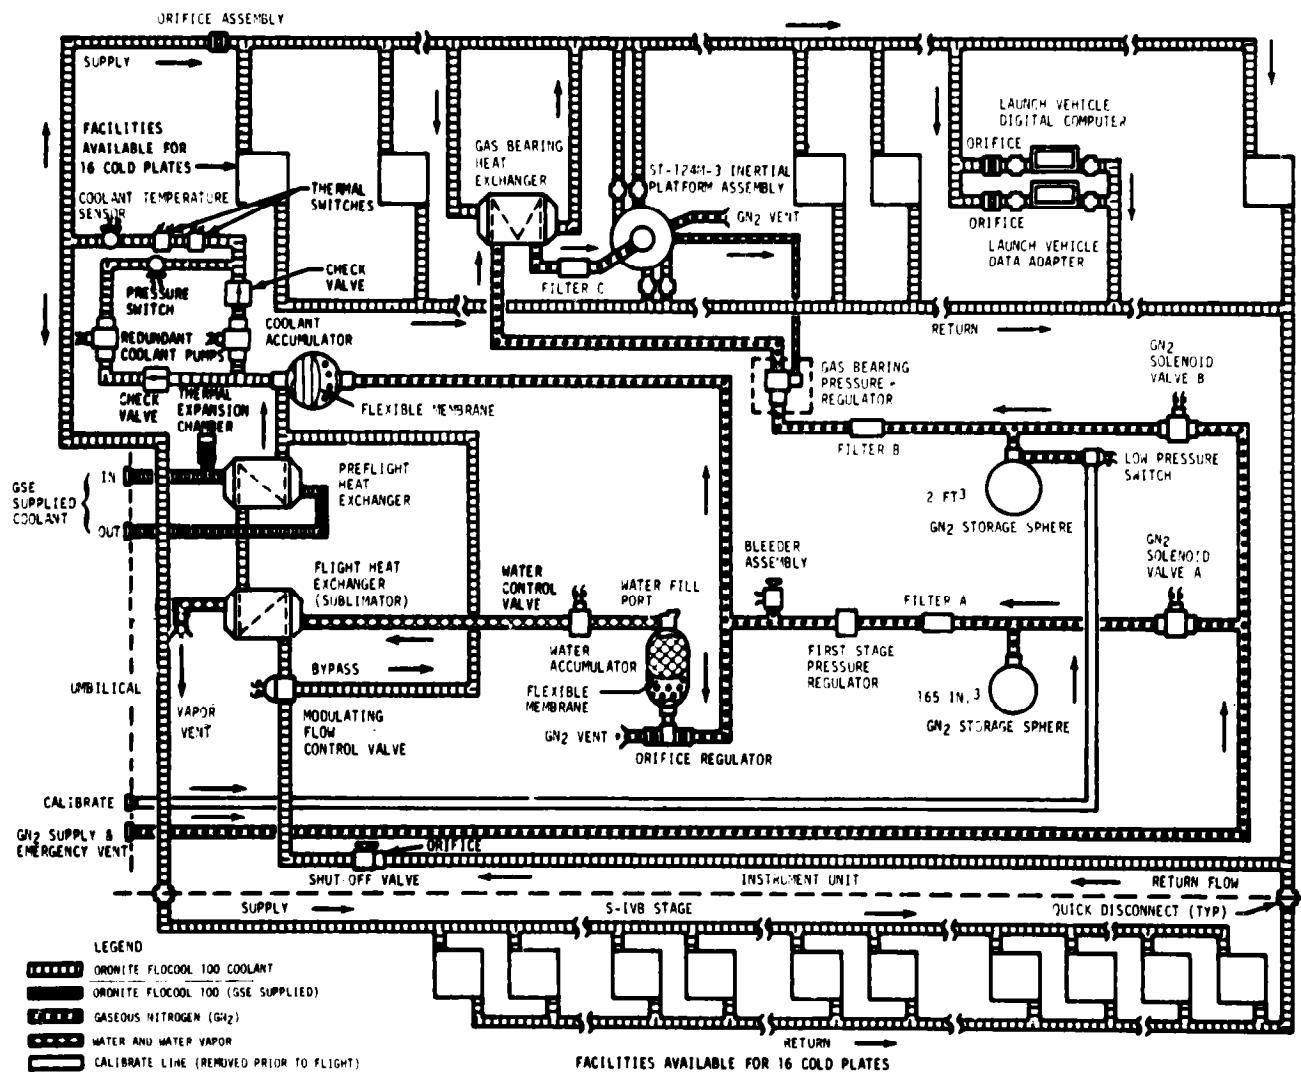 ORIFICE ASSEMBLY
SUPPLY
FACILITIES
AVAILABLE FOR
16 COLD PLATES
COOLANT TEMPERATURE
SENSOR
THERMAL
SWITCHES
GAS BEARING
HEAT
EXCHANGER
ST-124M-3 INERTIAL
PLATFORM ASSEMBLY
GN2 VENT
LAUNCH VEHICLE
DIGITAL COMPUTER
ORIFICE
ORIFICE
LAUNCH VEHICLE
DATA ADAPTER
CHECK
VALVE
PRESSURE
SWITCH
FILTER C
REDUNDANT
COOLANT PUMPS
COOLANT
ACCUMULATOR
RETURN
GN2
SOLENOID
VALVE B
GAS BEARING
PRESSURE
REGULATOR
CHECK
VALVE
THERMAL
EXPANSION
CHAMBER
FLEXIBLE MEMBRANE
FILTER B
LOW PRESSURE
SWITCH
IN
GSE
SUPPLIED
COOLANT
OUT
PREFLIGHT
HEAT
EXCHANGER
2 FT3
GN2 STORAGE SPHERE
BLEEDER
ASSEMBLY
GN2
SOLENOID
VALVE A
FLIGHT HEAT
EXCHANGER
(SUBLIMATOR)
WATER
CONTROL
VALVE
WATER FILL
PORT
FILTER A
WATER
ACCUMULATOR
FIRST STAGE
PRESSURE
REGULATOR
BYPASS
UMBILICAL
VAPOR
VENT
MODULATING
FLOW
CONTROL VALVE
FLEXIBLE
MEMBRANE
GN2 VENT
165 IN.3
GN2 STORAGE SPHERE
ORIFICE REGULATOR
CALIBRATE
GN2 SUPPLY &
EMERGENCY VENT
ORIFICE
SHUT-OFF VALVE
INSTRUMENT UNIT
RETURN FLOW
SUPPLY
S-IVB STAGE
QUICK DISCONNECT (TYP)
LEGEND
ORONITE FLOCOOL 100 COOLANT
ORONITE FLOCOOL 100 (GSE SUPPLIED)
GASEOUS NITROGEN (GN2)
WATER AND WATER VAPOR
CALIBRATE LINE (REMOVED PRIOR TO FLIGHT)
RETURN
FACILITIES AVAILABLE FOR 16 COLD PLATES